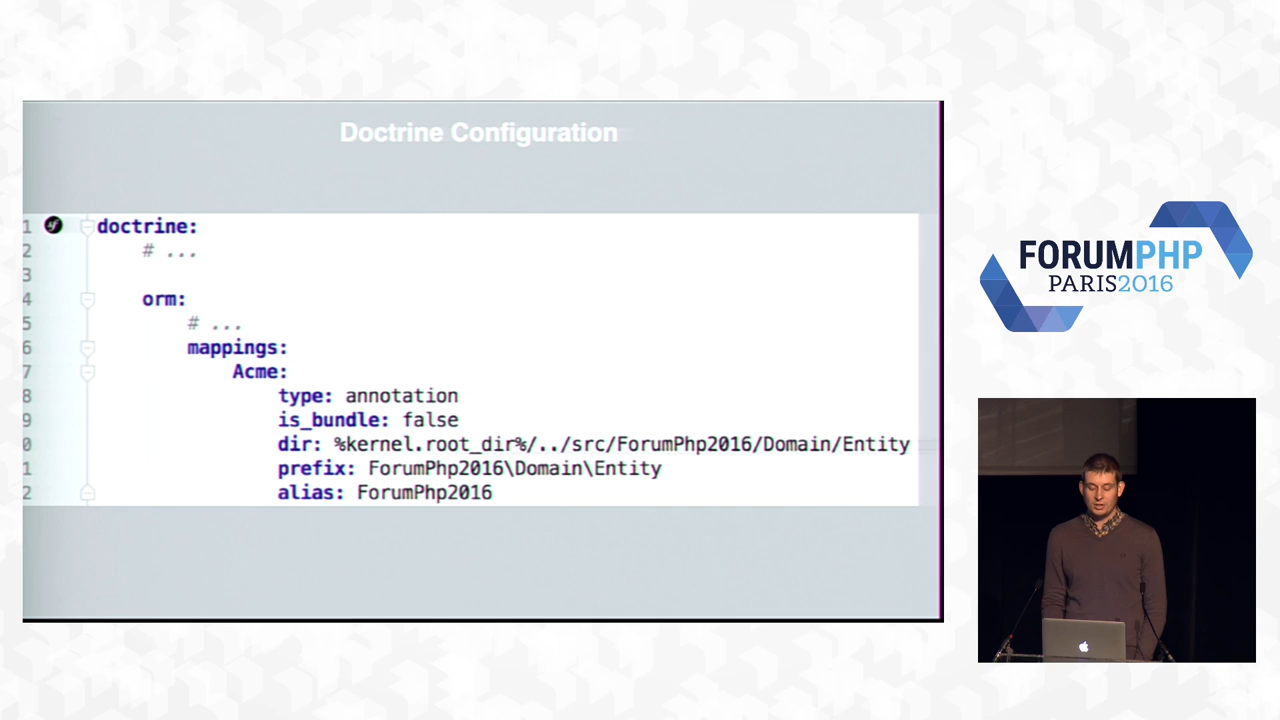 Doctrine Configuration
1 doctrine:
2 # ...
3
4 orm:
5 # ...
6 mappings:
7 Acme:
8 type: annotation
9 is_bundle: false
0 dir: %kernel.root_dir%/../src/ForumPhp2016/Domain/Entity
1 prefix: ForumPhp2016\Domain\Entity
2 alias: ForumPhp2016
FORUMPHP
PARIS2016